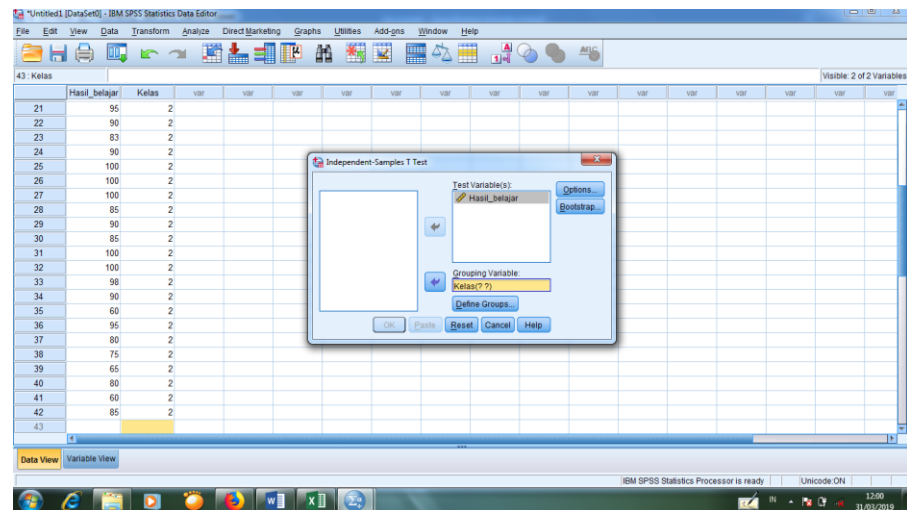 *Untitled1 [DataSet0] - IBM SPSS Statistics Data Editor
File Edit View Data Transform Analyze Direct Marketing Graphs Utilities Add-ons Window Help
43 : Kelas Visible: 2 of 2 Variables
Hasil_belajar Kelas var var var var var var var var var var var var var var
21 95 2
22 90 2
23 83 2
24 90 2
25 100 2
26 100 2
27 100 2
28 85 2
29 90 2
30 85 2
31 100 2
32 100 2
33 98 2
34 90 2
35 60 2
36 95 2
37 80 2
38 75 2
39 65 2
40 80 2
41 60 2
42 85 2
43
Independent-Samples T Test
Test Variable(s):
Hasil_belajar
Options...
Bootstrap...
Grouping Variable:
Kelas(? ?)
Define Groups...
OK Paste Reset Cancel Help
Data View Variable View
IBM SPSS Statistics Processor is ready Unicode:ON
IN 12:00
31/03/2019